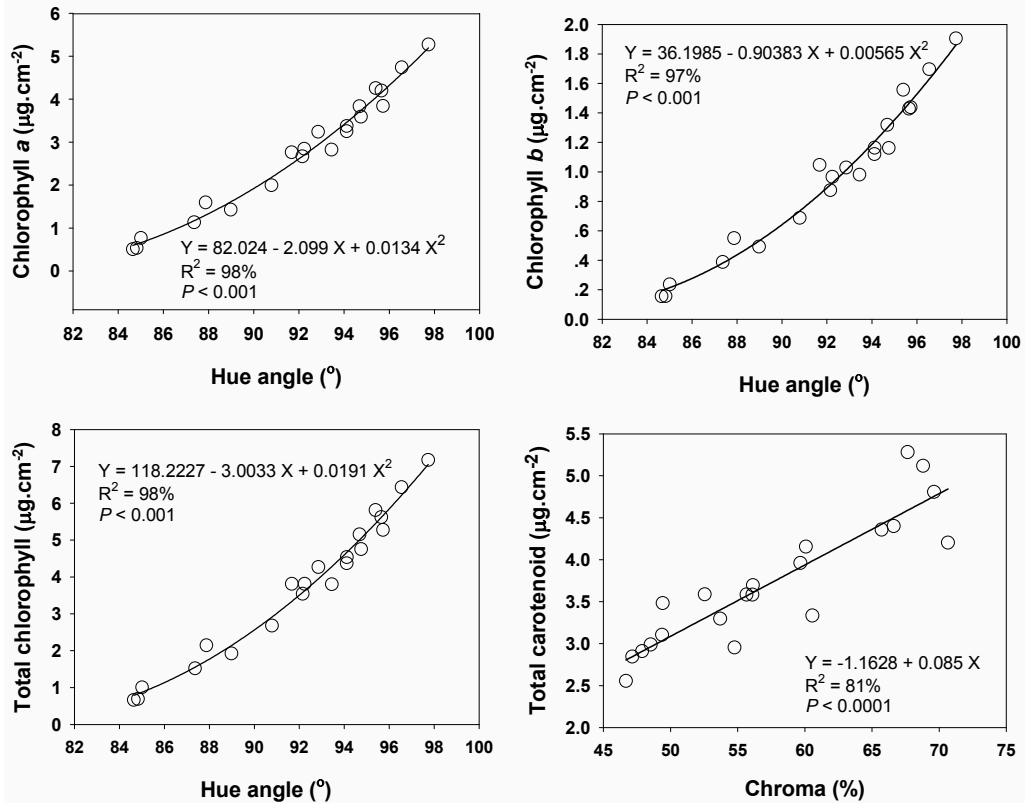 Chlorophyll a (µg.cm-2)
6
5
4
3
2
1
0
Y = 82.024 - 2.099 X + 0.0134 X2
R2 = 98%
P < 0.001
82 84 86 88 90 92 94 96 98 100
Hue angle (o)
Chlorophyll b (µg.cm-2)
2.0
1.8
1.6
1.4
1.2
1.0
.8
.6
.4
.2
0.0
Y = 36.1985 - 0.90383 X + 0.00565 X2
R2 = 97%
P < 0.001
82 84 86 88 90 92 94 96 98 100
Hue angle (o)
Total chlorophyll (µg.cm-2)
8
7
6
5
4
3
2
1
0
Y = 118.2227 - 3.0033 X + 0.0191 X2
R2 = 98%
P < 0.001
82 84 86 88 90 92 94 96 98 100
Hue angle (o)
Total carotenoid (µg.cm-2)
5.5
5.0
4.5
4.0
3.5
3.0
2.5
2.0
Y = -1.1628 + 0.085 X
R2 = 81%
P < 0.0001
45 50 55 60 65 70 75
Chroma (%)